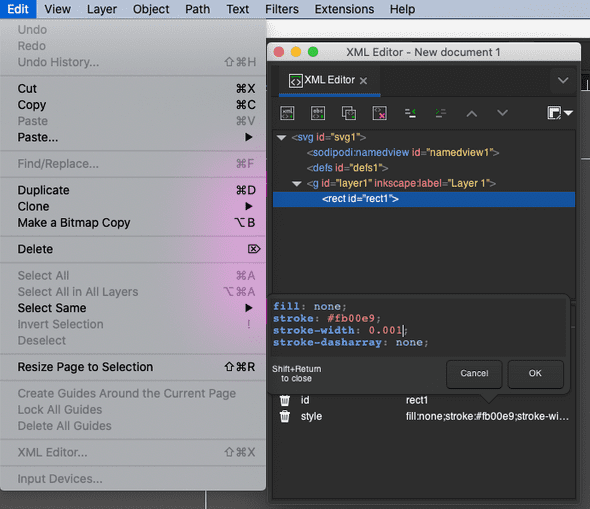 Edit View Layer Object Path Text Filters Extensions Help
Undo
Redo
Undo History... ⇧⌘H
Cut ⌘X
Copy ⌘C
Paste ⌘V
Paste... ▶
Find/Replace... ⌘F
Duplicate ⌘D
Clone ▶
Make a Bitmap Copy ⌥B
Delete ⌦
Select All ⌘A
Select All in All Layers ⌥⌘A
Select Same ▶
Invert Selection !
Deselect
Resize Page to Selection ⇧⌘R
Create Guides Around the Current Page
Lock All Guides
Delete All Guides
XML Editor... ⇧⌘X
Input Devices...
XML Editor - New document 1
XML Editor
<svg id="svg1">
<sodipodi:namedview id="namedview1">
<defs id="defs1">
<g id="layer1" inkscape:label="Layer 1">
<rect id="rect1">
fill: none;
stroke: #fb00e9;
stroke-width: 0.001;
stroke-dasharray: none;
Shift+Return
to close
Cancel OK
id rect1
style fill:none;stroke:#fb00e9;stroke-wi...